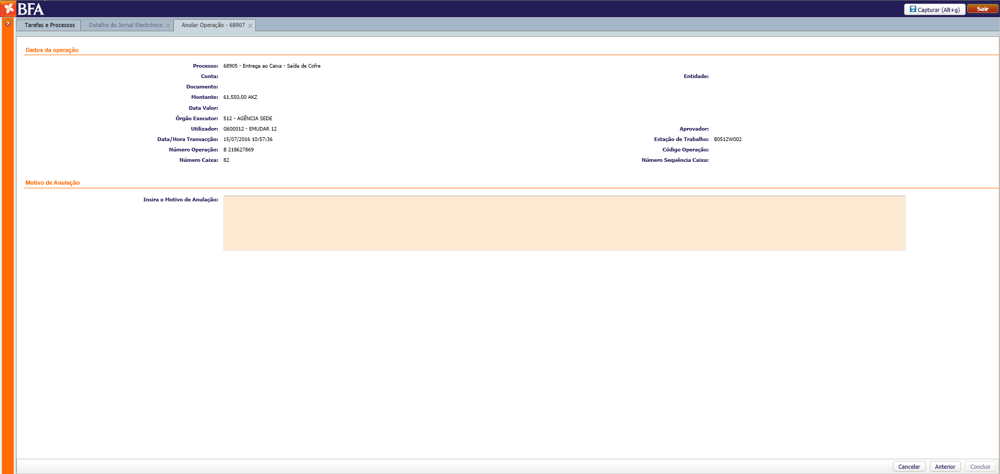 BFA
Capturar (Alt+g)
Sair
Tarefas e Processos
Detalhe do Jornal Electrónico
Anular Operação - 68907
Dados da operação
Processo: 68905 - Entrega ao Caixa - Saída de Cofre
Conta:
Entidade:
Documento:
Montante: 61.550,00 AKZ
Data Valor:
Órgão Executor: 512 - AGÊNCIA SEDE
Utilizador: G600012 - EMUDAR 12
Aprovador:
Data/Hora Transacção: 15/07/2016 10:57:36
Estação de Trabalho: B0512W002
Número Operação: B 218627869
Código Operação:
Número Caixa: 82
Número Sequência Caixa:
Motivo de Anulação
Insira o Motivo de Anulação:
Cancelar
Anterior
Concluir